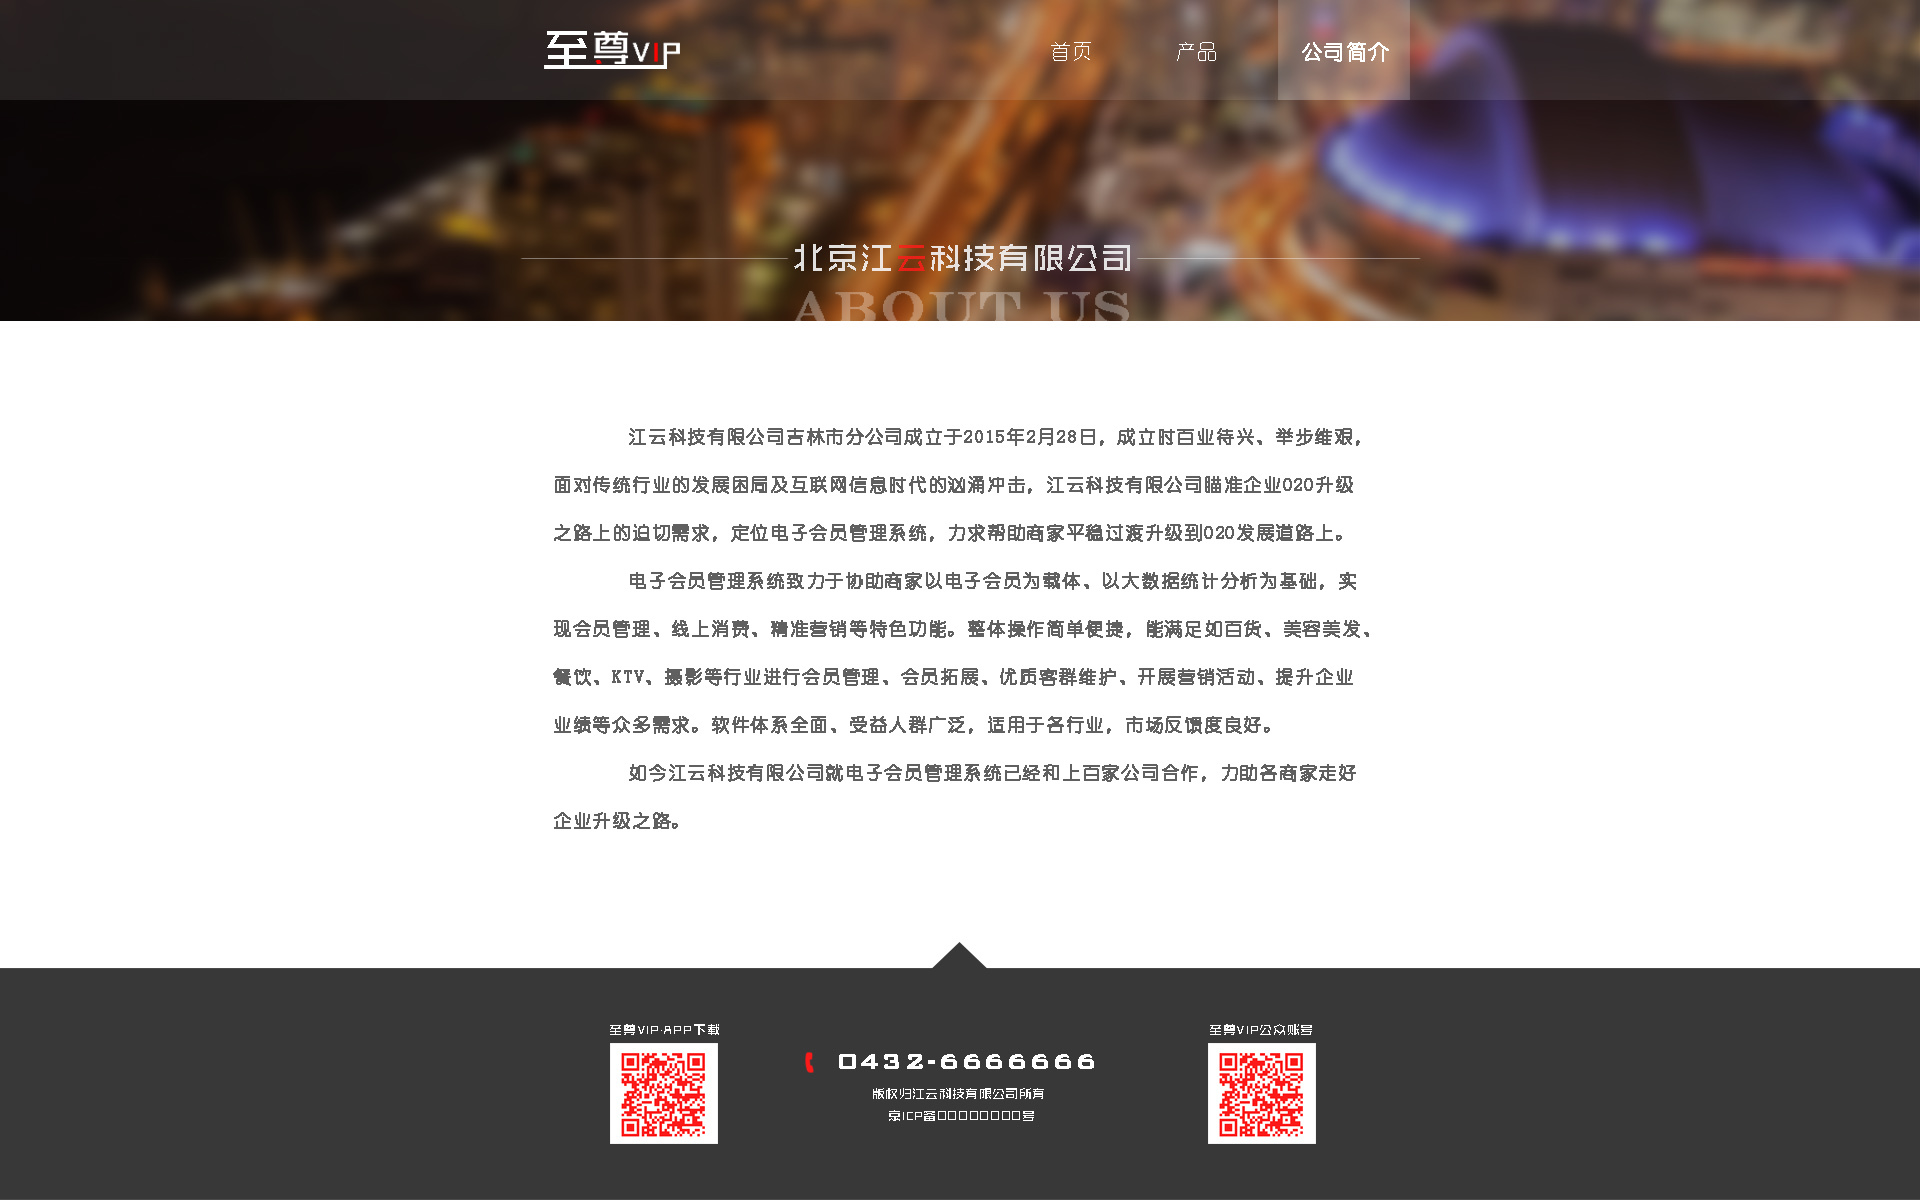 至尊VIP
首页 产品 公司简介
北京江云科技有限公司
ABOUT US
江云科技有限公司吉林市分公司成立于2015年2月28日，成立时百业待兴、举步维艰，
面对传统行业的发展困局及互联网信息时代的汹涌冲击，江云科技有限公司瞄准企业O2O升级
之路上的迫切需求，定位电子会员管理系统，力求帮助商家平稳过渡升级到O2O发展道路上。
电子会员管理系统致力于协助商家以电子会员为载体、以大数据统计分析为基础，实
现会员管理、线上消费、精准营销等特色功能。整体操作简单便捷，能满足如百货、美容美发、
餐饮、KTV、摄影等行业进行会员管理、会员拓展、优质客群维护、开展营销活动、提升企业
业绩等众多需求。软件体系全面、受益人群广泛，适用于各行业，市场反馈度良好。
如今江云科技有限公司就电子会员管理系统已经和上百家公司合作，力助各商家走好
企业升级之路。
至尊VIP·APP下载
0432-6666666
版权归江云科技有限公司所有
京ICP备00000000号
至尊VIP公众账号